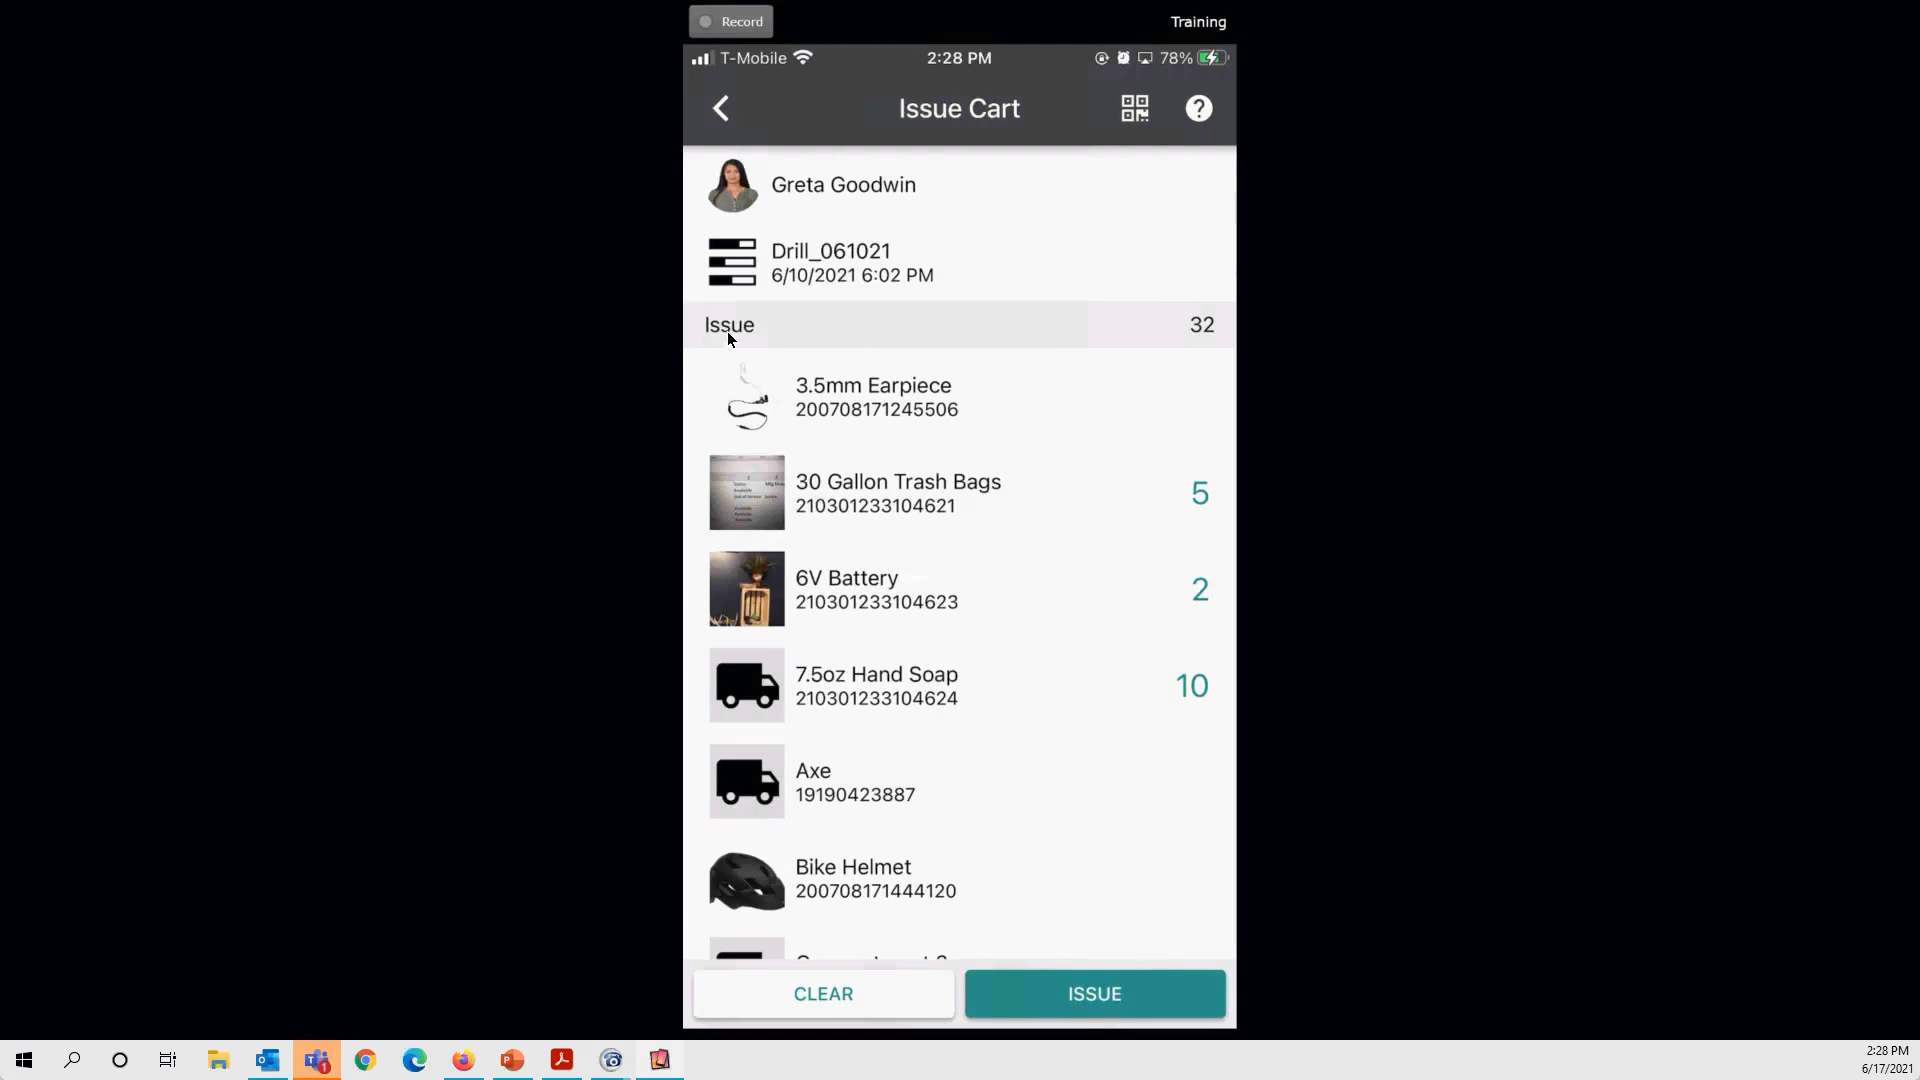 Record
Training
T-Mobile
2:28 PM
78%
Issue Cart
Greta Goodwin
Drill_061021
6/10/2021 6:02 PM
Issue 32
3.5mm Earpiece
200708171245506
30 Gallon Trash Bags
210301233104621
5
6V Battery
210301233104623
2
7.5oz Hand Soap
210301233104624
10
Axe
19190423887
Bike Helmet
200708171444120
CLEAR
ISSUE
1
2:28 PM
6/17/2021